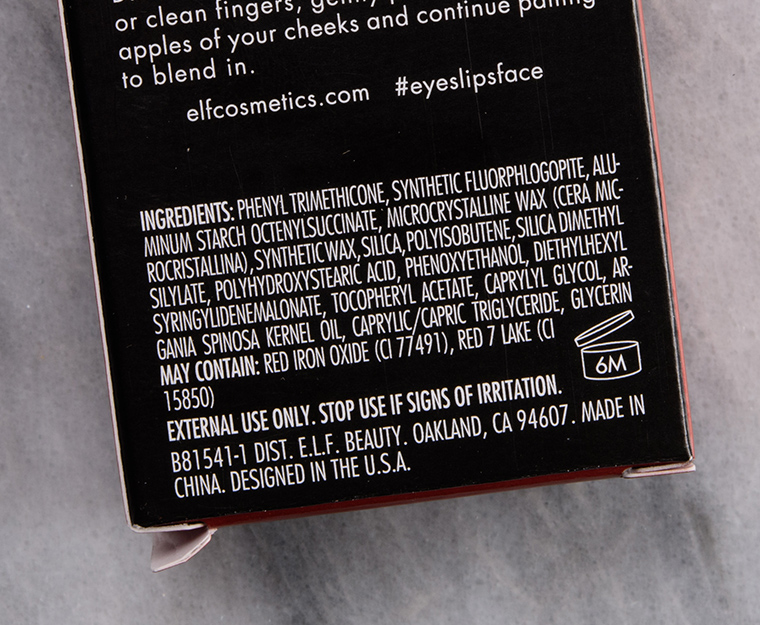 or clean fingers, gently
apples of your cheeks and continue patting
to blend in.
elfcosmetics.com #eyeslipsface
INGREDIENTS: PHENYL TRIMETHICONE, SYNTHETIC FLUORPHLOGOPITE, ALU-
MINUM STARCH OCTENYLSUCCINATE, MICROCRYSTALLINE WAX (CERA MIC-
ROCRISTALLINA), SYNTHETIC WAX, SILICA, POLYISOBUTENE, SILICA DIMETHYL
SILYLATE, POLYHYDROXYSTEARIC ACID, PHENOXYETHANOL, DIETHYLHEXYL
SYRINGYLIDENEMALONATE, TOCOPHERYL ACETATE, CAPRYLYL GLYCOL, AR-
GANIA SPINOSA KERNEL OIL, CAPRYLIC/CAPRIC TRIGLYCERIDE, GLYCERIN
MAY CONTAIN: RED IRON OXIDE (CI 77491), RED 7 LAKE (CI
15850)
6M
EXTERNAL USE ONLY. STOP USE IF SIGNS OF IRRITATION.
B81541-1 DIST. E.L.F. BEAUTY. OAKLAND, CA 94607. MADE IN
CHINA. DESIGNED IN THE U.S.A.